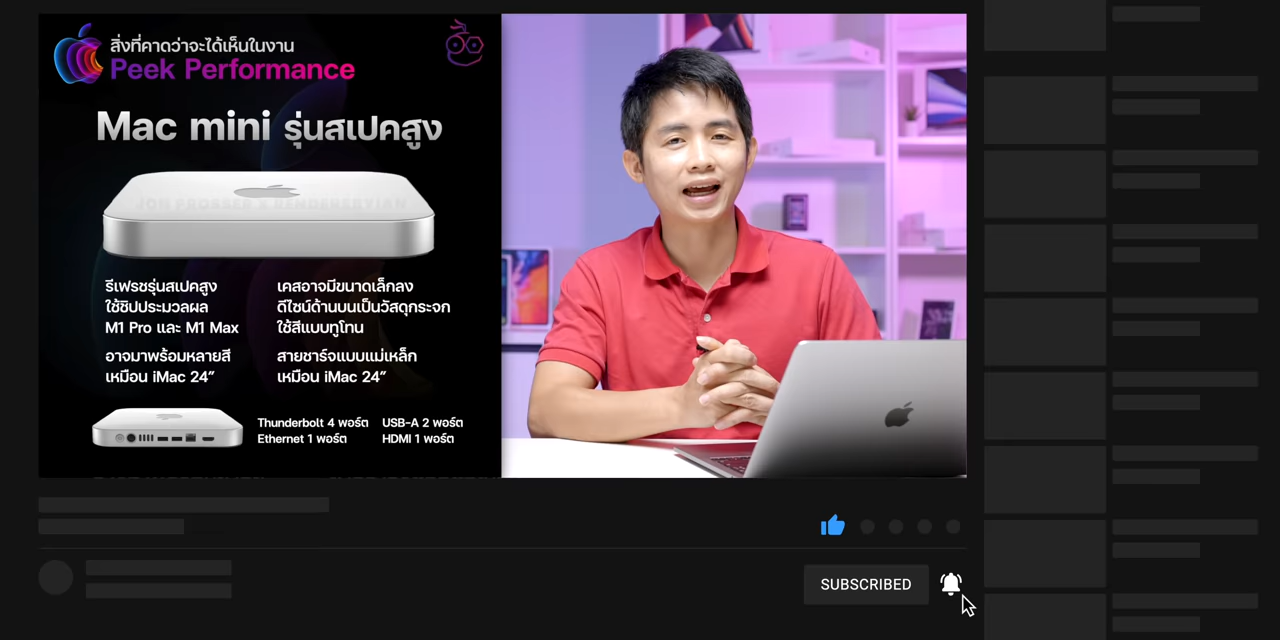 สิ่งที่คาดว่าจะได้เห็นในงาน
Peek Performance
Mac mini รุ่นสเปคสูง
JON PROSSER x RENDERSBYIAN
รีเฟรชรุ่นสเปคสูง
ใช้ชิปประมวลผล
M1 Pro และ M1 Max
อาจมาพร้อมหลายสี
เหมือน iMac 24”
เคสอาจมีขนาดเล็กลง
ดีไซน์ด้านบนเป็นวัสดุกระจก
ใช้สีแบบทูโทน
สายชาร์จแบบแม่เหล็ก
เหมือน iMac 24”
Thunderbolt 4 พอร์ต
Ethernet 1 พอร์ต
USB-A 2 พอร์ต
HDMI 1 พอร์ต
SUBSCRIBED